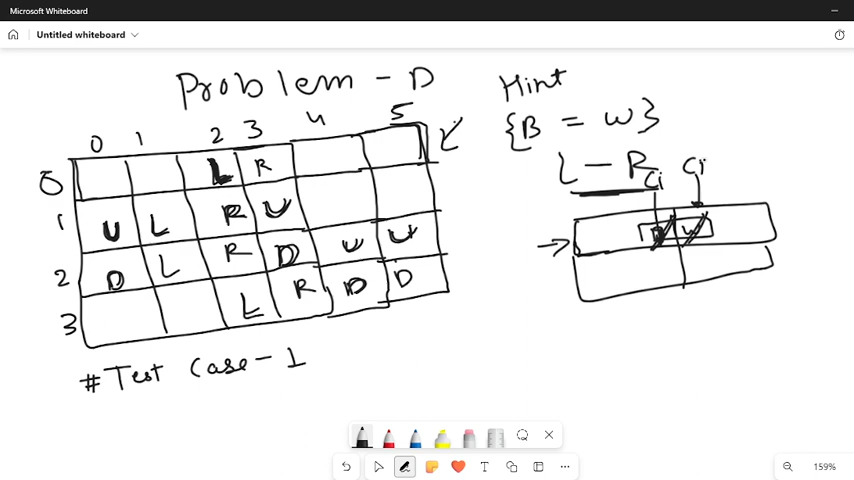 Microsoft Whiteboard
Untitled whiteboard
Problem - D
Hint
{B = W}
L - R
Ci Ci
0 1 2 3 4 5
0 L R
1 U L R U
2 D L R D U U
3 L R D D
W
# Test Case - 1
159%